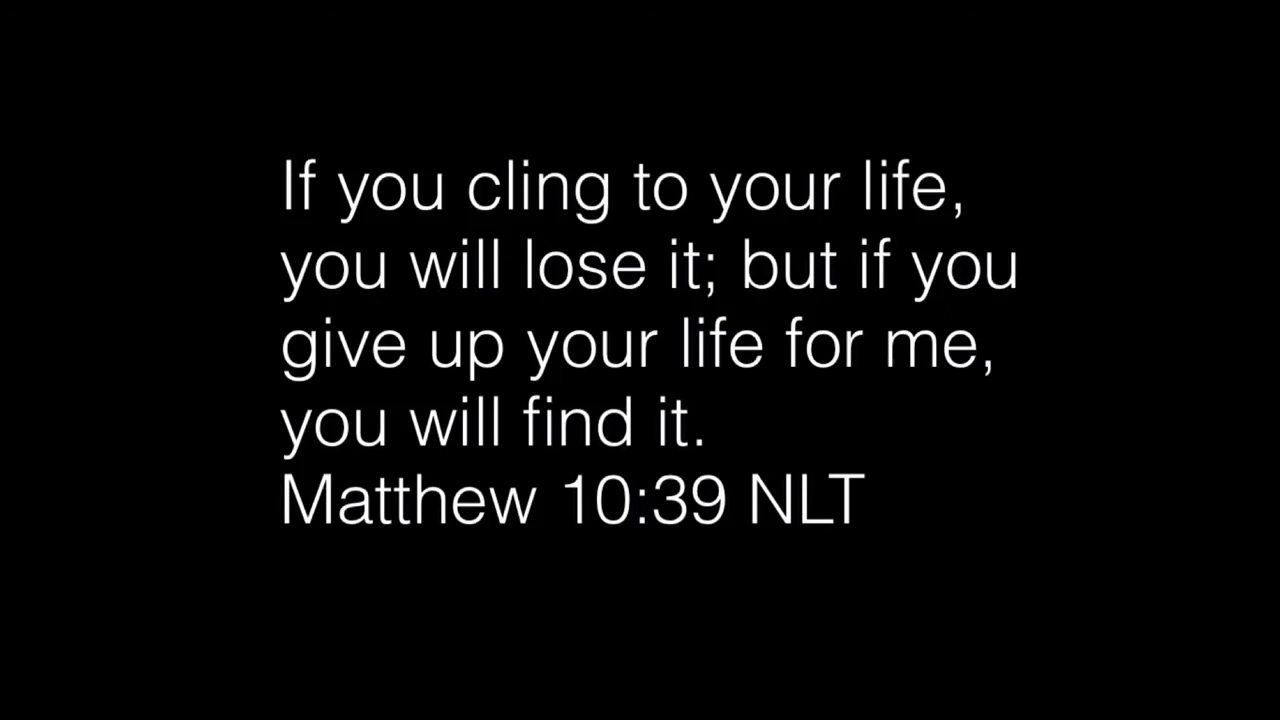 If you cling to your life,
you will lose it; but if you
give up your life for me,
you will find it.
Matthew 10:39 NLT